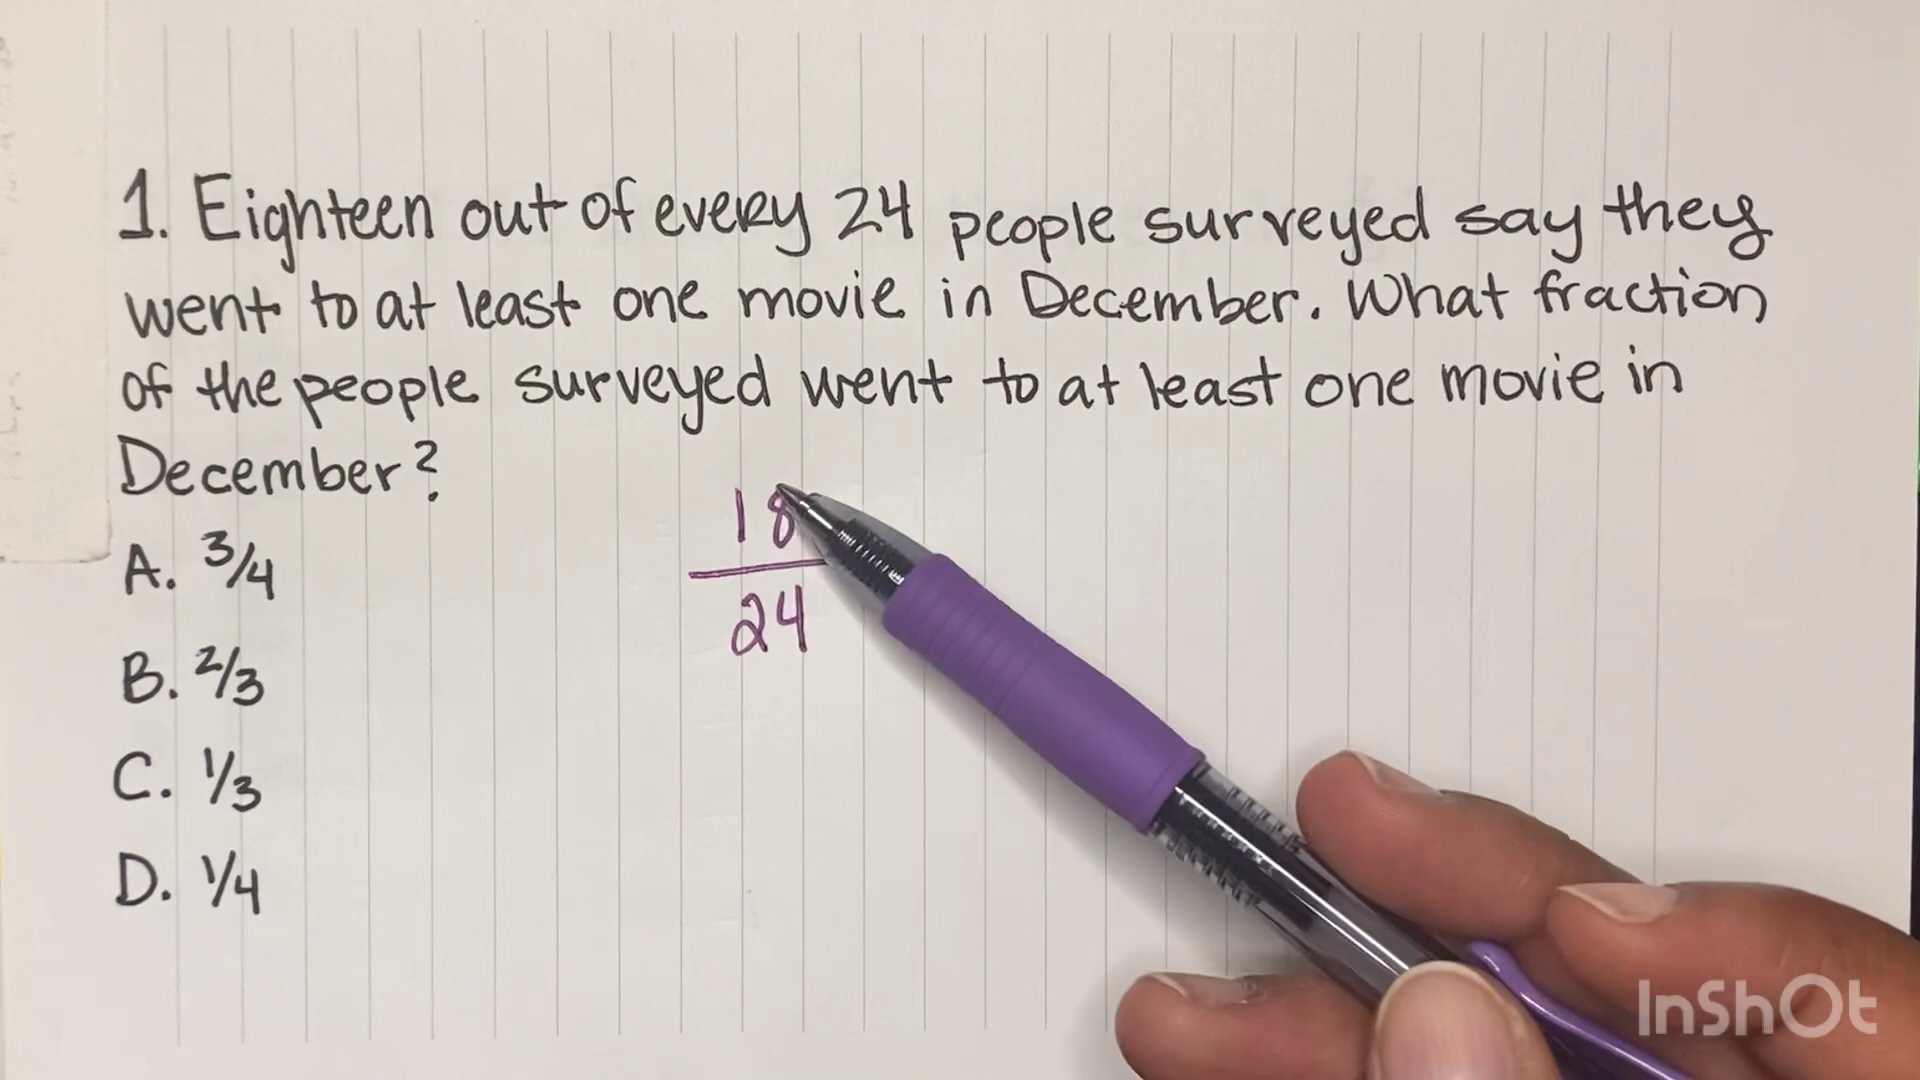 1. Eighteen out of every 24 people surveyed say they
went to at least one movie in December. What fraction
of the people surveyed went to at least one movie in
December?
18
24
A. 3/4
B. 2/3
C. 1/3
D. 1/4
InShOt